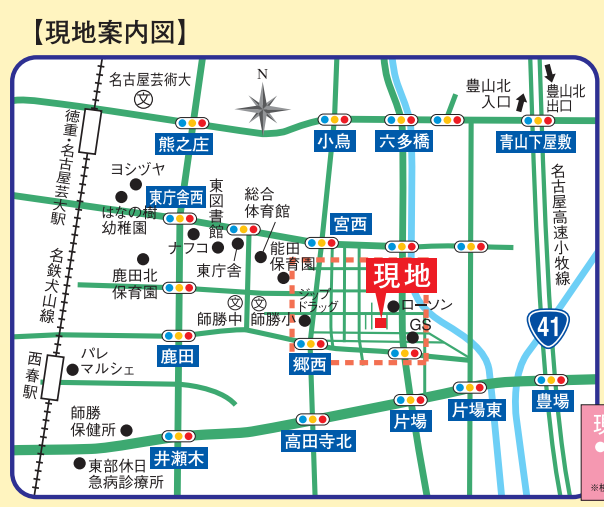 【現地案内図】
名古屋芸術大
文
N
豊山北
入口
豊山北
出口
徳重・名古屋芸大駅
熊之庄
小鳥
六多橋
青山下屋敷
ヨシヅヤ
はなの樹
幼稚園
東庁舎西
東図書館
総合
体育館
宮西
名古屋高速小牧線
ナフコ
東庁舎
能田
保育園
現地
名鉄犬山線
鹿田北
保育園
文
師勝中
文
師勝小
ジップ
ドラッグ
ローソン
GS
41
西春駅
パレ
マルシェ
鹿田
郷西
師勝
保健所
片場
片場東
豊場
高田寺北
井瀬木
東部休日
急病診療所